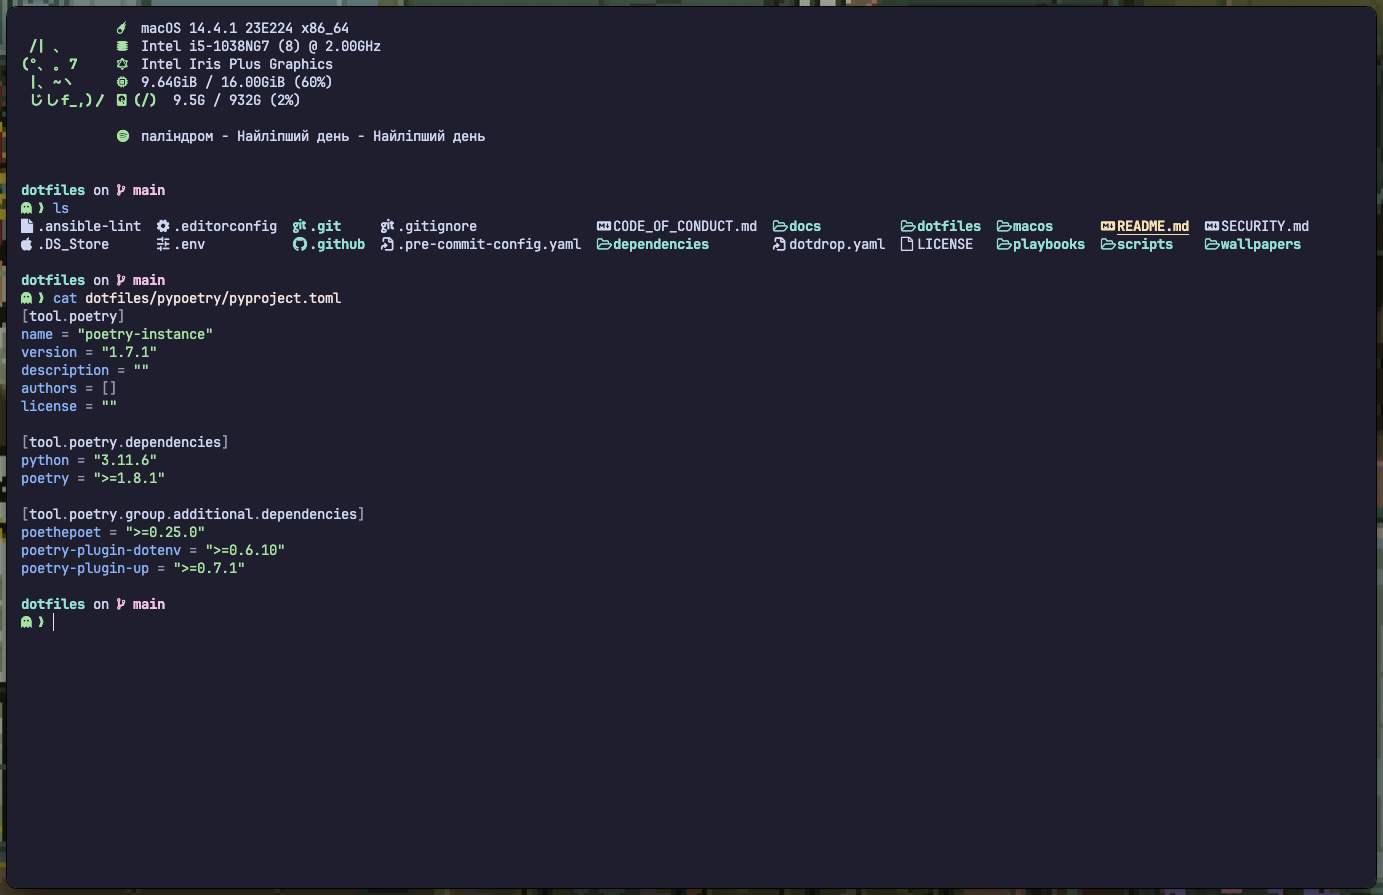 macOS 14.4.1 23E224 x86_64
/| 、 Intel i5-1038NG7 (8) @ 2.00GHz
(°、 。7 Intel Iris Plus Graphics
|、~ヽ 9.64GiB / 16.00GiB (60%)
じしf_,)/ (/) 9.5G / 932G (2%)
паліндром - Найліпший день - Найліпший день
dotfiles on main
❯ ls
.ansible-lint .editorconfig .git .gitignore CODE_OF_CONDUCT.md docs dotfiles macos README.md SECURITY.md
.DS_Store .env .github .pre-commit-config.yaml dependencies dotdrop.yaml LICENSE playbooks scripts wallpapers
dotfiles on main
❯ cat dotfiles/pypoetry/pyproject.toml
[tool.poetry]
name = "poetry-instance"
version = "1.7.1"
description = ""
authors = []
license = ""
[tool.poetry.dependencies]
python = "3.11.6"
poetry = ">=1.8.1"
[tool.poetry.group.additional.dependencies]
poethepoet = ">=0.25.0"
poetry-plugin-dotenv = ">=0.6.10"
poetry-plugin-up = ">=0.7.1"
dotfiles on main
❯